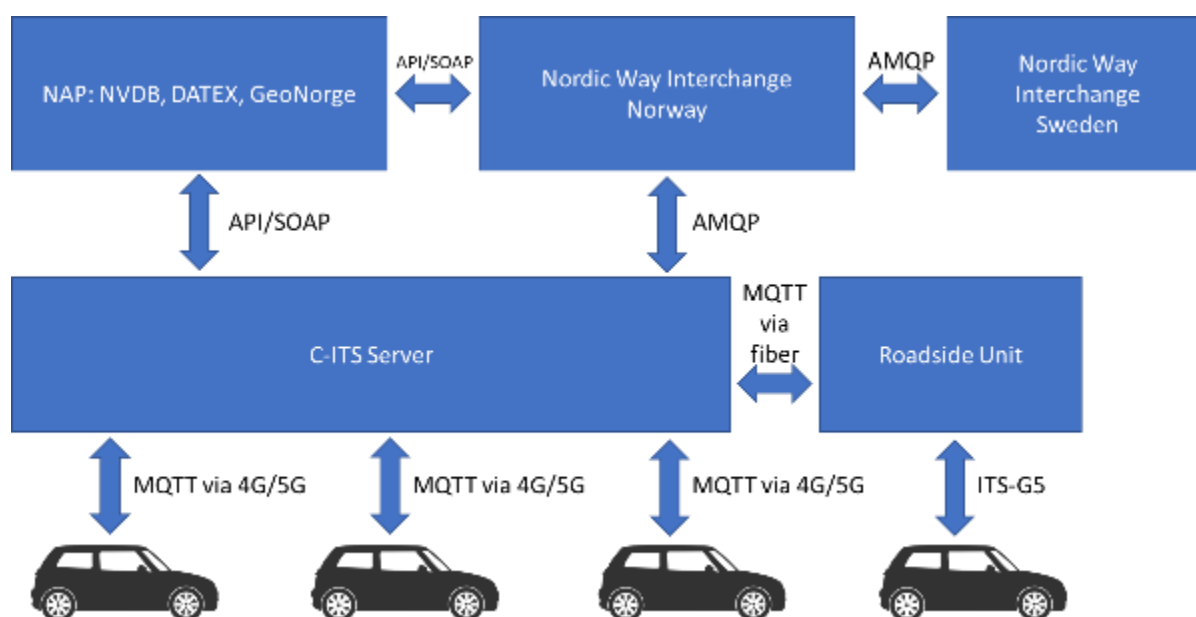 NAP: NVDB, DATEX, GeoNorge
API/SOAP
Nordic Way Interchange
Norway
AMQP
Nordic Way
Interchange
Sweden
API/SOAP
AMQP
C-ITS Server
MQTT
via
fiber
Roadside Unit
MQTT via 4G/5G
MQTT via 4G/5G
MQTT via 4G/5G
ITS-G5